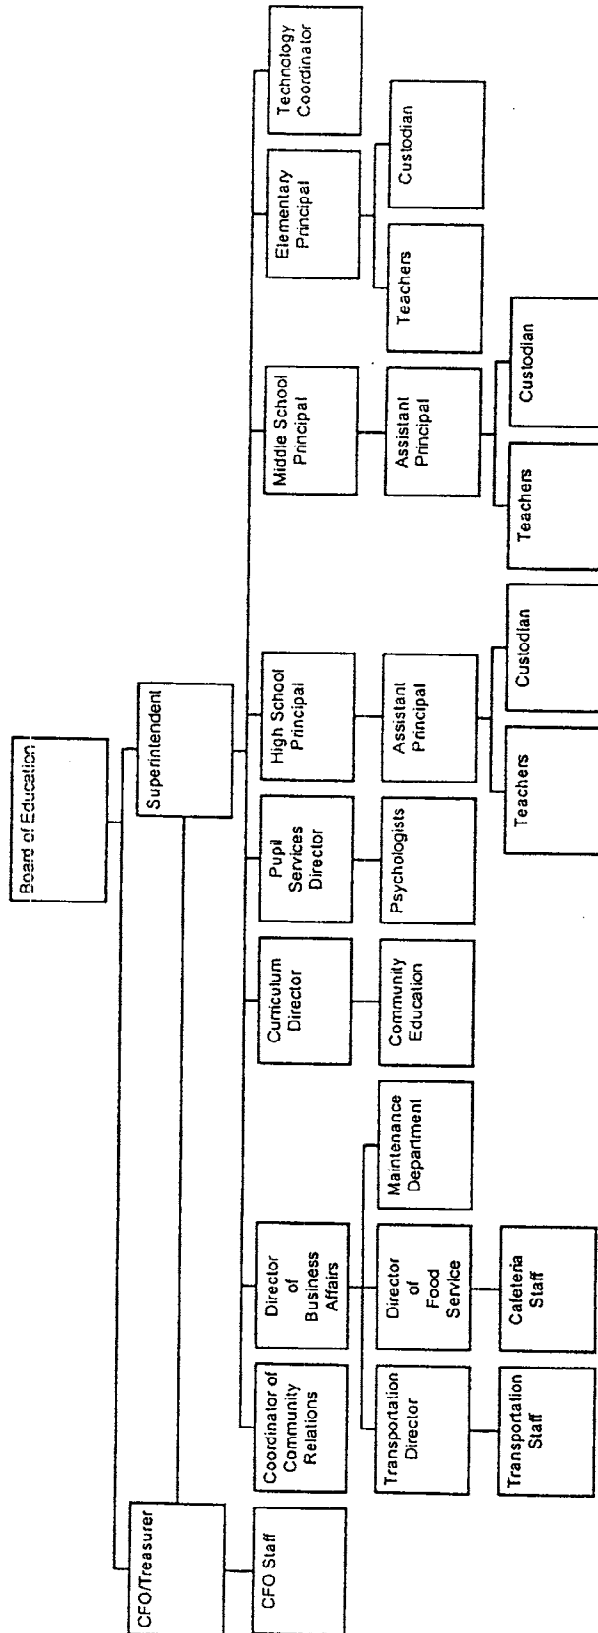 Board of Education
CFO/Treasurer
Superintendent
CFO Staff
Coordinator of
Community
Relations
Director
of
Business
Affairs
Curriculum
Director
Pupil
Services
Director
High School
Principal
Middle School
Principal
Elementary
Principal
Technology
Coordinator
Transportation
Director
Director
of
Food
Service
Maintenance
Department
Community
Education
Psychologists
Assistant
Principal
Assistant
Principal
Teachers
Custodian
Transportation
Staff
Cafeteria
Staff
Teachers
Custodian
Teachers
Custodian